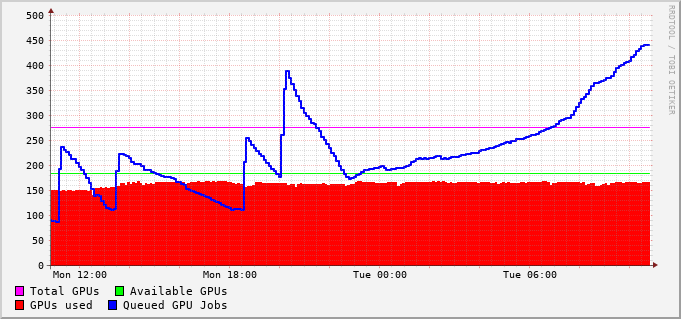 500
450
400
350
300
250
200
150
100
50
0
Mon 12:00 Mon 18:00 Tue 00:00 Tue 06:00
Total GPUs Available GPUs
GPUs used Queued GPU Jobs
RRDTOOL / TOBI OETIKER